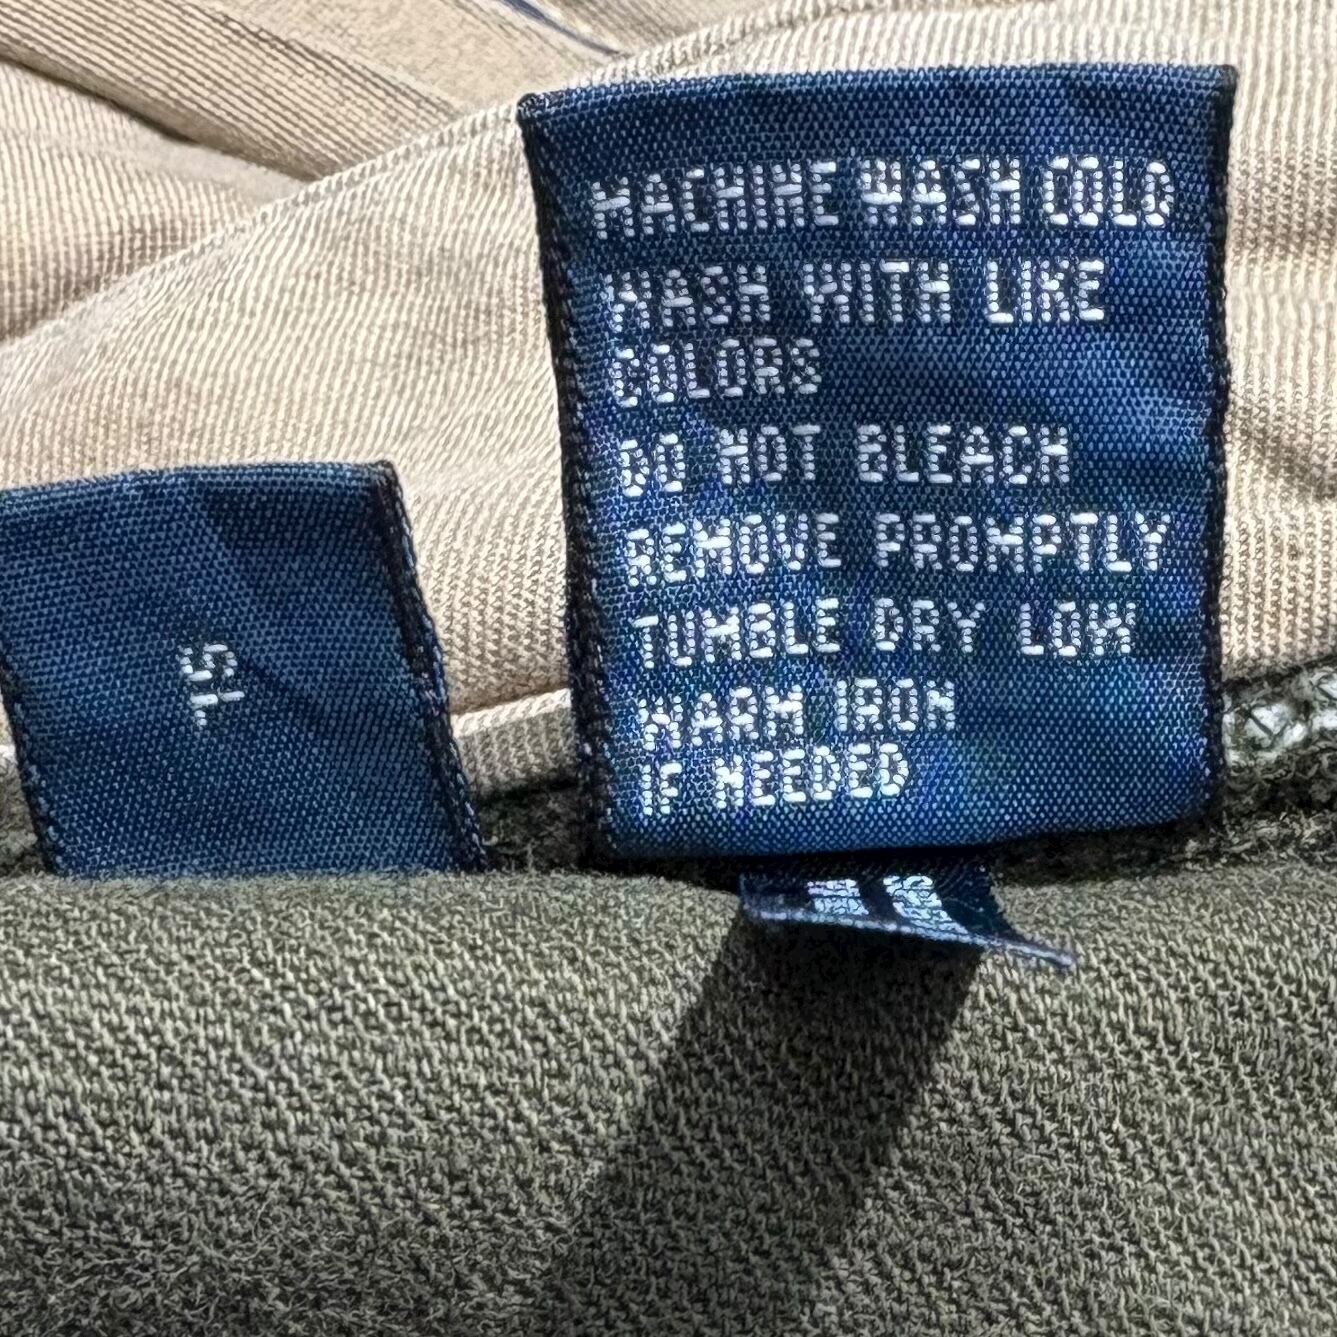 MACHINE WASH COLD
WASH WITH LIKE
COLORS
DO NOT BLEACH
REMOVE PROMPTLY
TUMBLE DRY LOW
WARM IRON
IF NEEDED